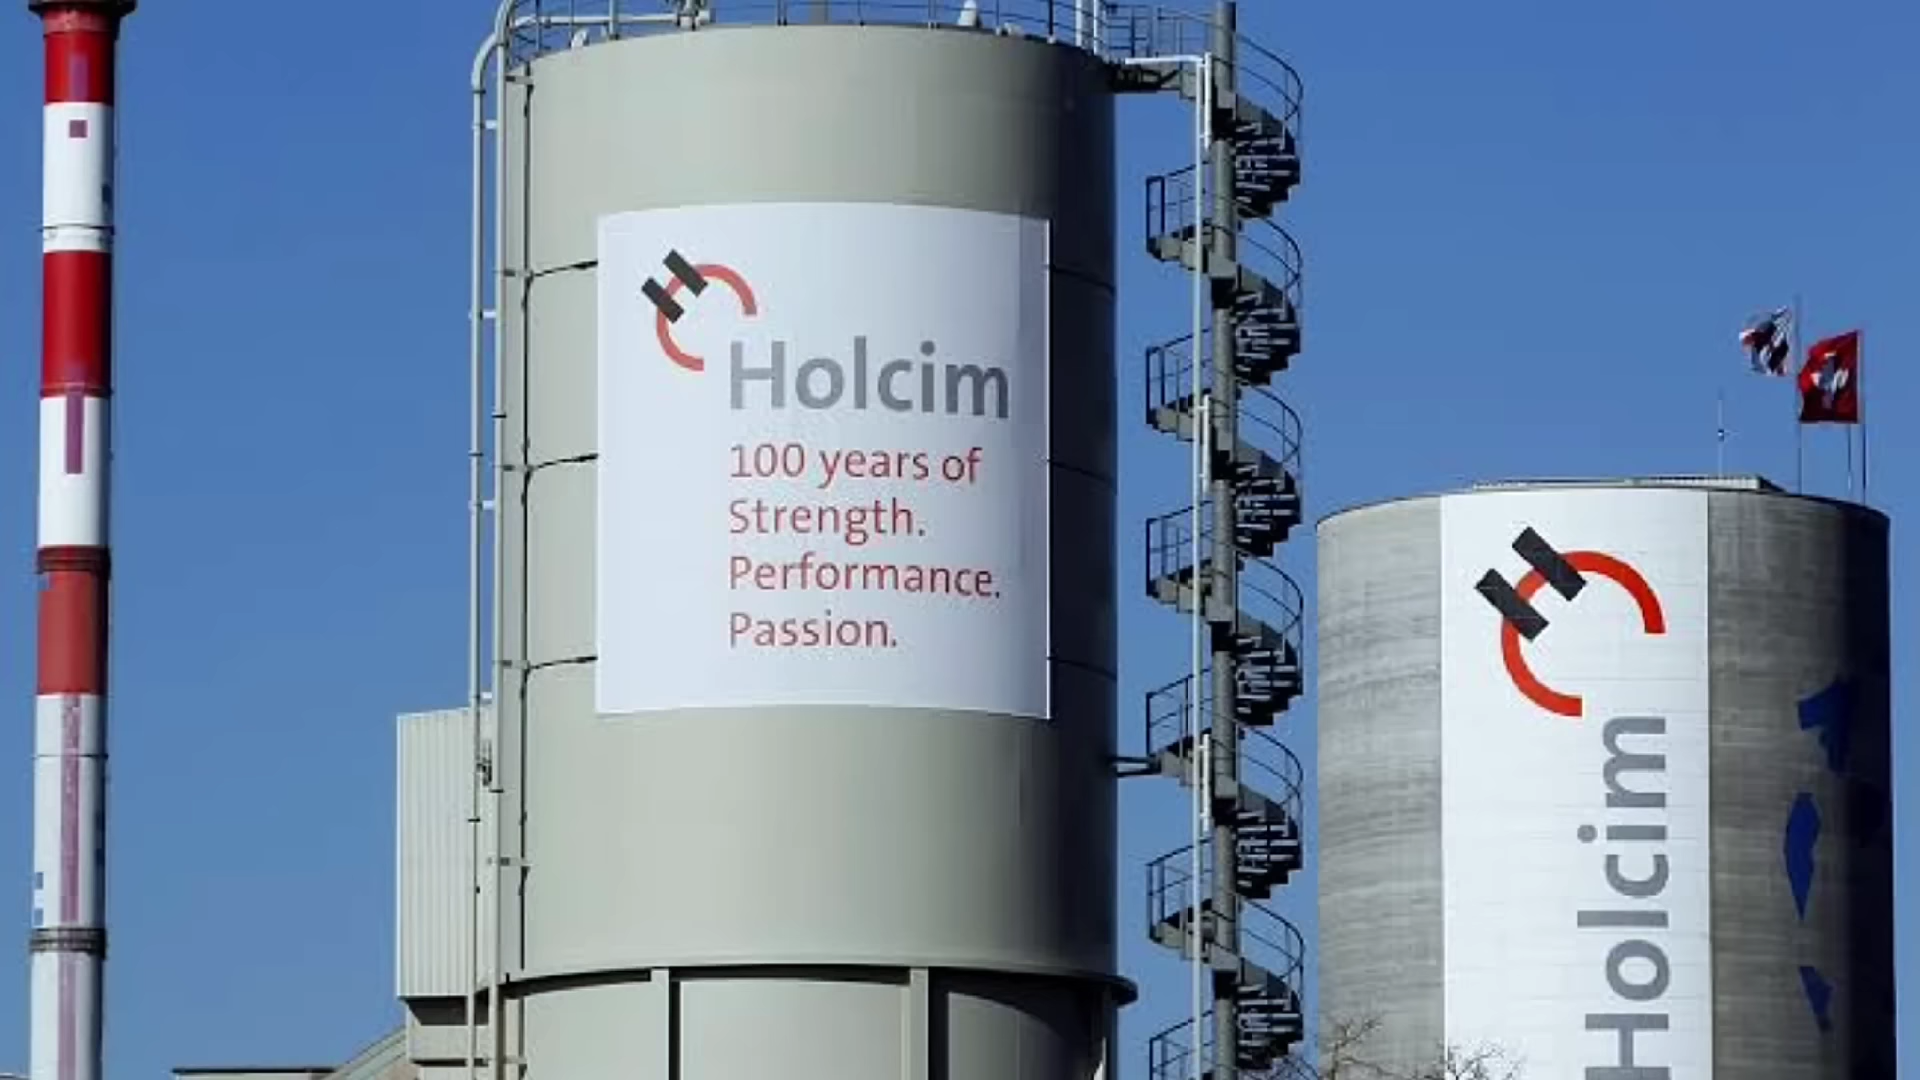 Holcim
100 years of
Strength.
Performance.
Passion.
Holcim